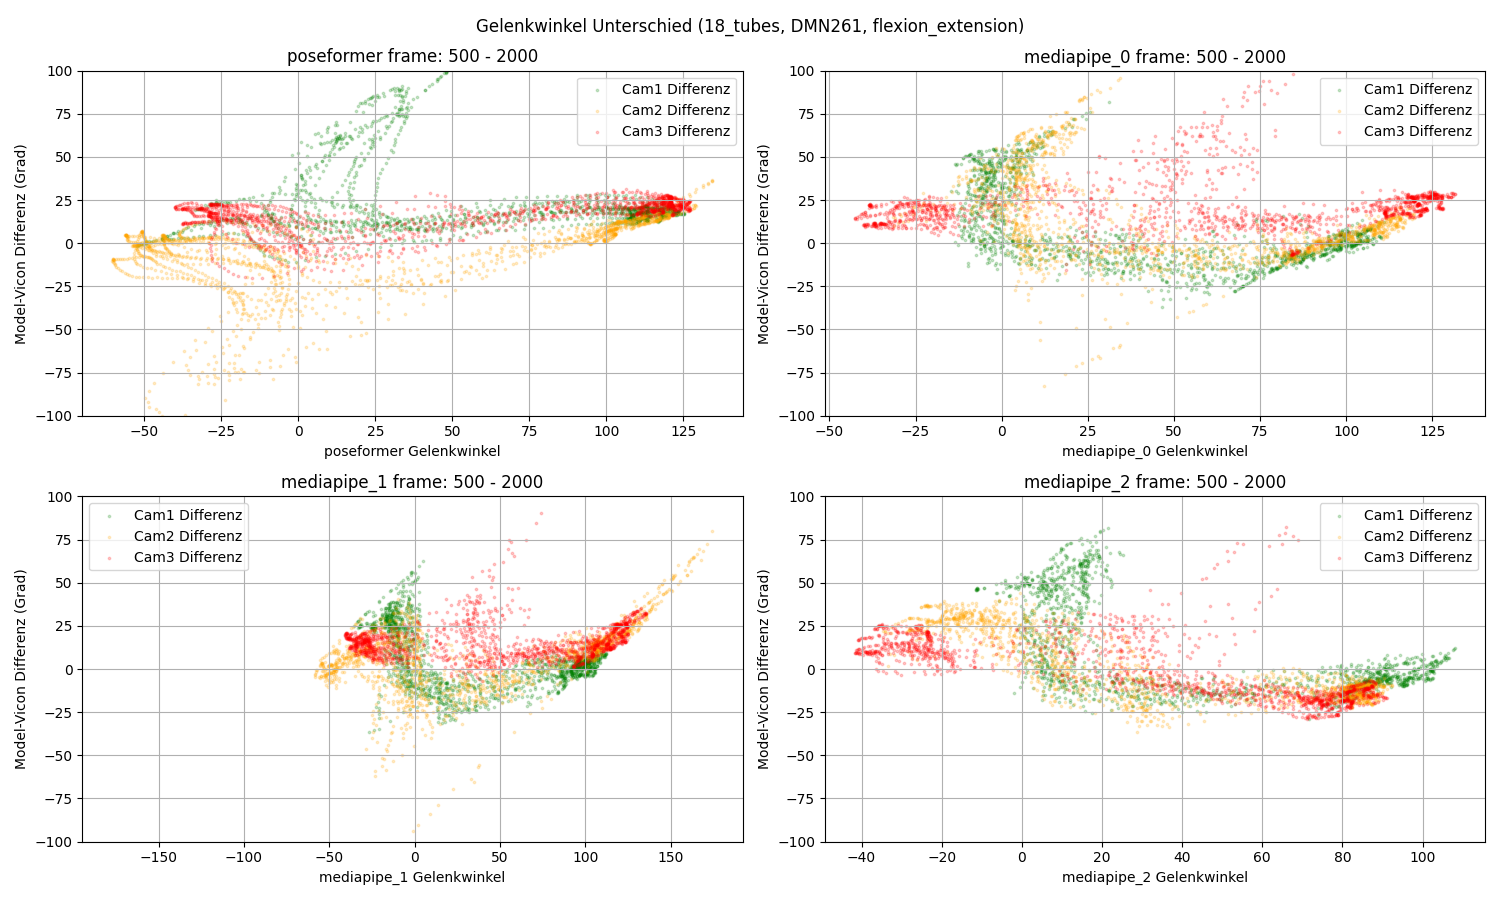 Gelenkwinkel Unterschied (18_tubes, DMN261, flexion_extension)
poseformer frame: 500 - 2000
100
75
50
25
0
−25
−50
−75
−100
Model-Vicon Differenz (Grad)
Cam1 Differenz
Cam2 Differenz
Cam3 Differenz
−50 −25 0 25 50 75 100 125
poseformer Gelenkwinkel
mediapipe_0 frame: 500 - 2000
100
75
50
25
0
−25
−50
−75
−100
Model-Vicon Differenz (Grad)
Cam1 Differenz
Cam2 Differenz
Cam3 Differenz
−50 −25 0 25 50 75 100 125
mediapipe_0 Gelenkwinkel
mediapipe_1 frame: 500 - 2000
100
75
50
25
0
−25
−50
−75
−100
Model-Vicon Differenz (Grad)
Cam1 Differenz
Cam2 Differenz
Cam3 Differenz
−150 −100 −50 0 50 100 150
mediapipe_1 Gelenkwinkel
mediapipe_2 frame: 500 - 2000
100
75
50
25
0
−25
−50
−75
−100
Model-Vicon Differenz (Grad)
Cam1 Differenz
Cam2 Differenz
Cam3 Differenz
−40 −20 0 20 40 60 80 100
mediapipe_2 Gelenkwinkel